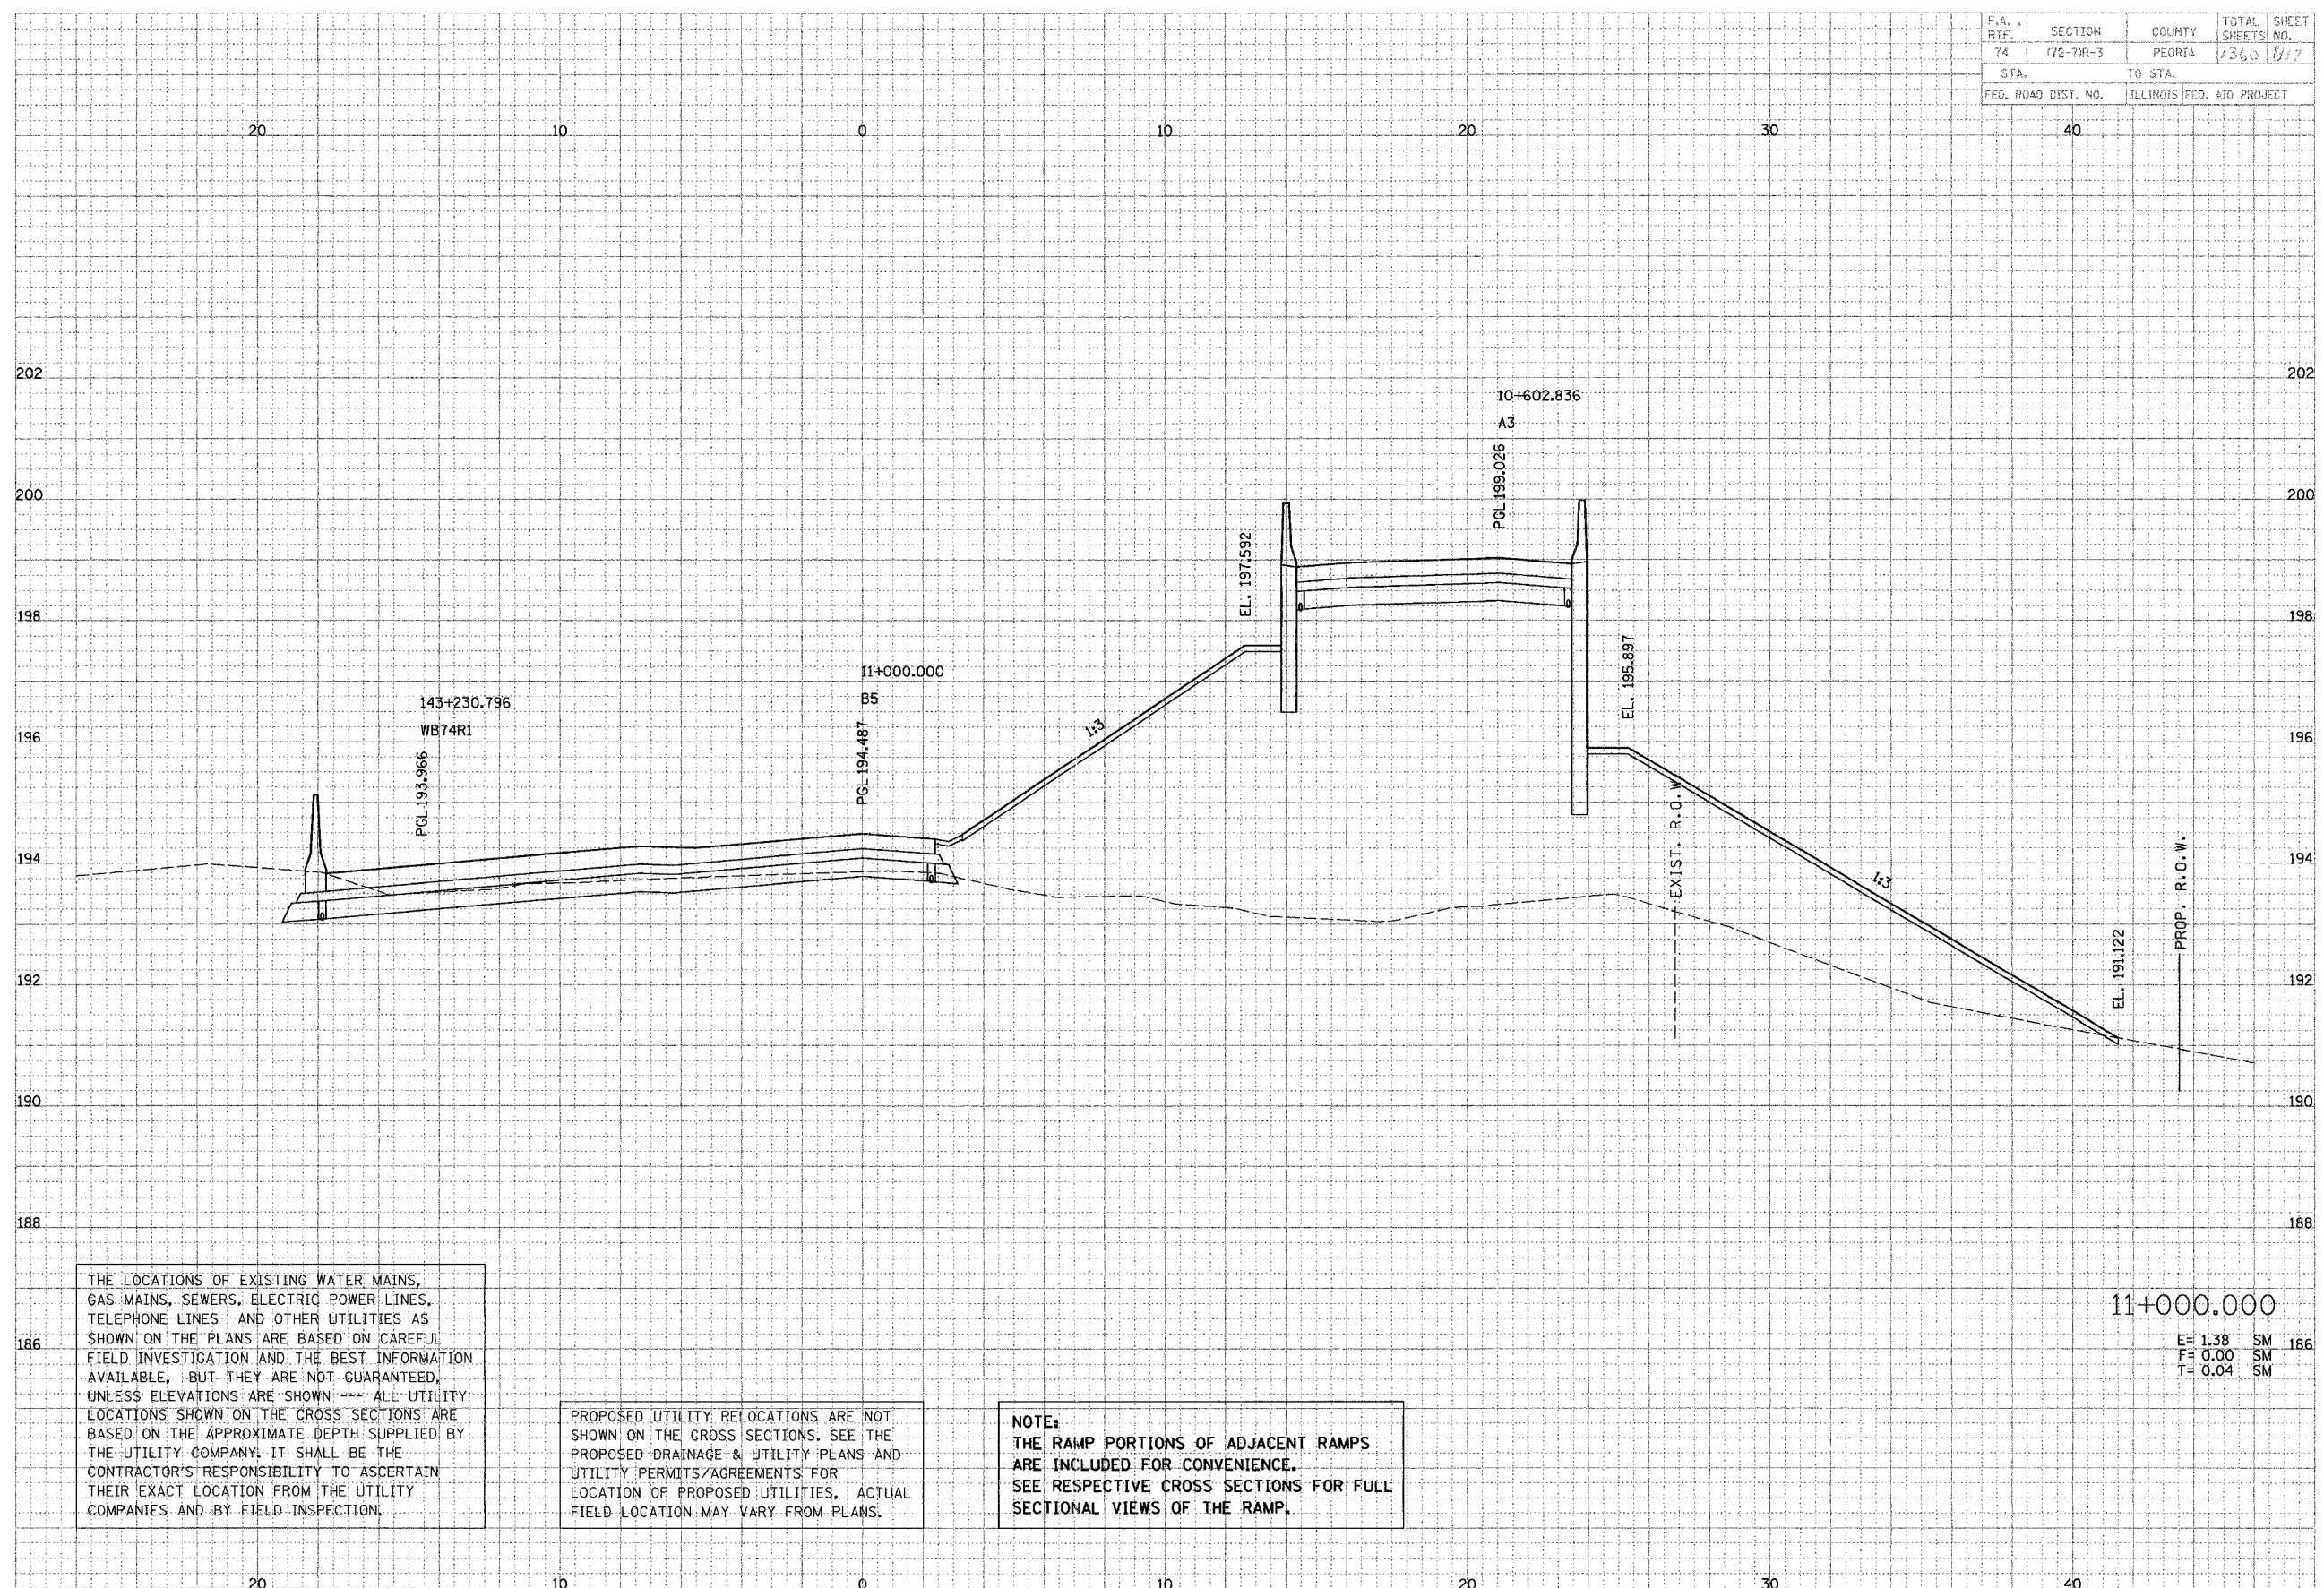 F.A. RTE. SECTION COUNTY TOTAL SHEETS SHEET NO.
74 (72-7)R-3 PEORIA 1360 817
STA. TO STA.
FED. ROAD DIST. NO. ILLINOIS FED. AID PROJECT
20 10 0 10 20 30 40
202 202
10+602.836
A3
PGL 199.026
200 200
EL. 197.592
198 198
EL. 195.897
11+000.000
B5
PGL 194.487
143+230.796
WB74R1
PGL 193.966
1:3
196 196
EXIST. R.O.W.
1:3
194 194
PROP. R.O.W.
EL. 191.122
192 192
190 190
188 188
186 186
THE LOCATIONS OF EXISTING WATER MAINS,
GAS MAINS, SEWERS, ELECTRIC POWER LINES,
TELEPHONE LINES AND OTHER UTILITIES AS
SHOWN ON THE PLANS ARE BASED ON CAREFUL
FIELD INVESTIGATION AND THE BEST INFORMATION
AVAILABLE, BUT THEY ARE NOT GUARANTEED,
UNLESS ELEVATIONS ARE SHOWN --- ALL UTILITY
LOCATIONS SHOWN ON THE CROSS SECTIONS ARE
BASED ON THE APPROXIMATE DEPTH SUPPLIED BY
THE UTILITY COMPANY. IT SHALL BE THE
CONTRACTOR'S RESPONSIBILITY TO ASCERTAIN
THEIR EXACT LOCATION FROM THE UTILITY
COMPANIES AND BY FIELD INSPECTION.
PROPOSED UTILITY RELOCATIONS ARE NOT
SHOWN ON THE CROSS SECTIONS. SEE THE
PROPOSED DRAINAGE & UTILITY PLANS AND
UTILITY PERMITS/AGREEMENTS FOR
LOCATION OF PROPOSED UTILITIES, ACTUAL
FIELD LOCATION MAY VARY FROM PLANS.
NOTE:
THE RAMP PORTIONS OF ADJACENT RAMPS
ARE INCLUDED FOR CONVENIENCE.
SEE RESPECTIVE CROSS SECTIONS FOR FULL
SECTIONAL VIEWS OF THE RAMP.
11+000.000
E= 1.38 SM
F= 0.00 SM
T= 0.04 SM
20 10 0 10 20 30 40